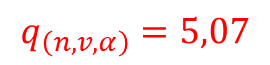 q(n,v,α) = 5,07